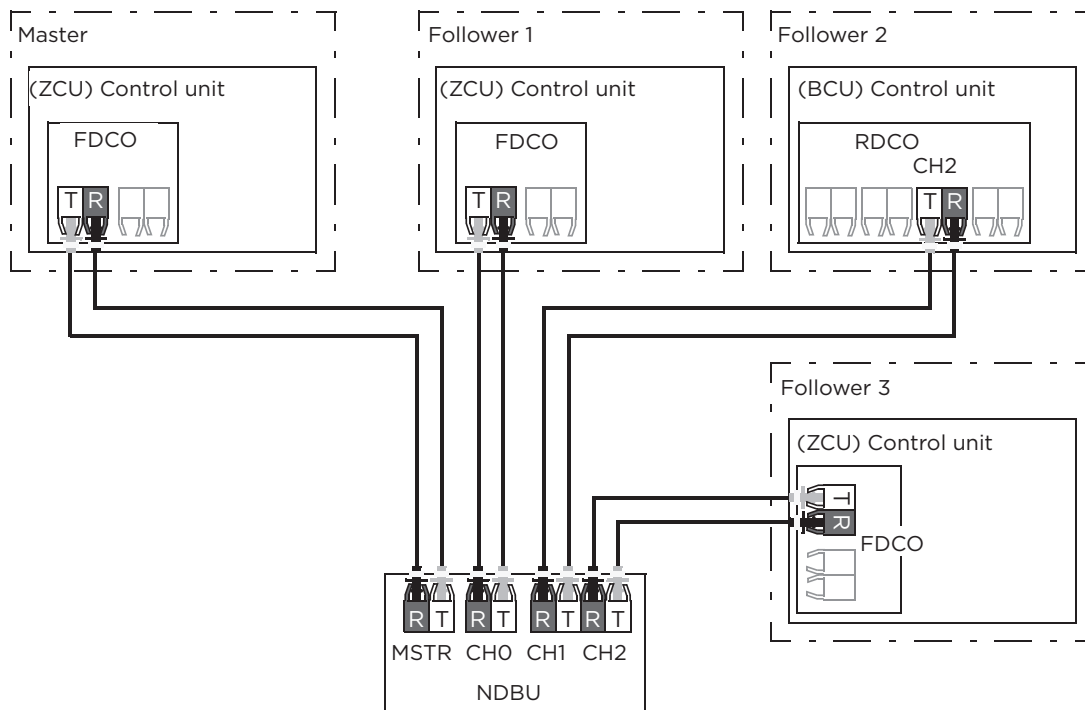 Master
(ZCU) Control unit
FDCO
T R
Follower 1
(ZCU) Control unit
FDCO
T R
Follower 2
(BCU) Control unit
RDCO
CH2
T R
Follower 3
(ZCU) Control unit
T
R
FDCO
R T R T R T R T
MSTR CH0 CH1 CH2
NDBU